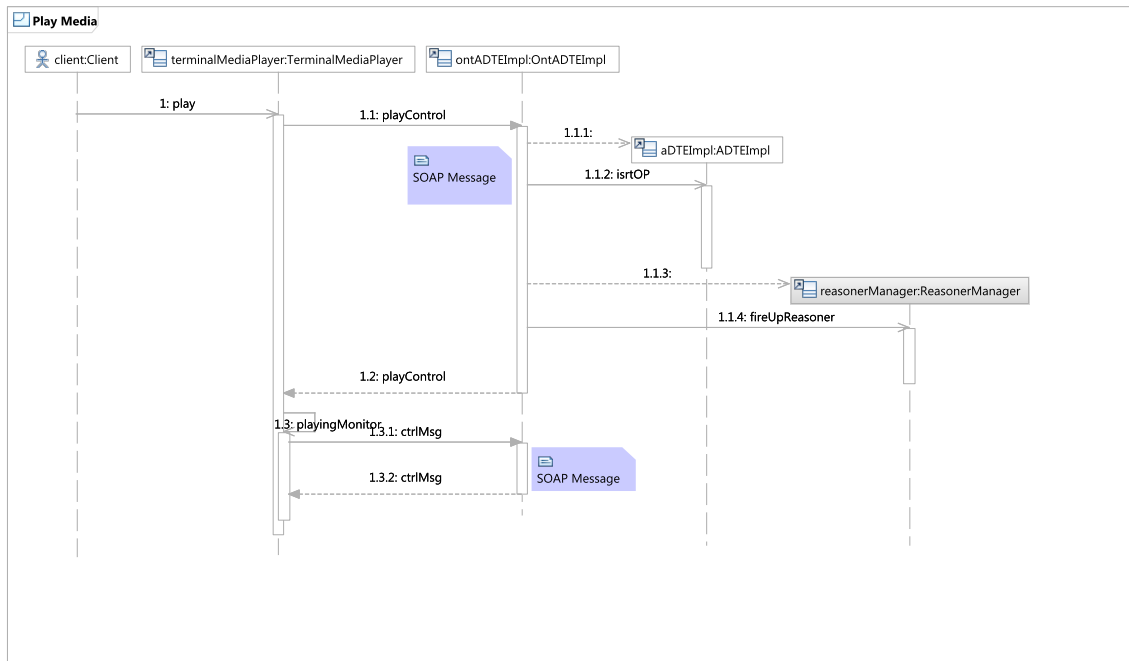 Play Media
client:Client
terminalMediaPlayer:TerminalMediaPlayer
ontADTEImpl:OntADTEImpl
1: play
1.1: playControl
1.1.1:
aDTEImpl:ADTEImpl
SOAP Message
1.1.2: isrtOP
1.1.3:
reasonerManager:ReasonerManager
1.1.4: fireUpReasoner
1.2: playControl
1.3: playingMonitor
1.3.1: ctrlMsg
1.3.2: ctrlMsg
SOAP Message